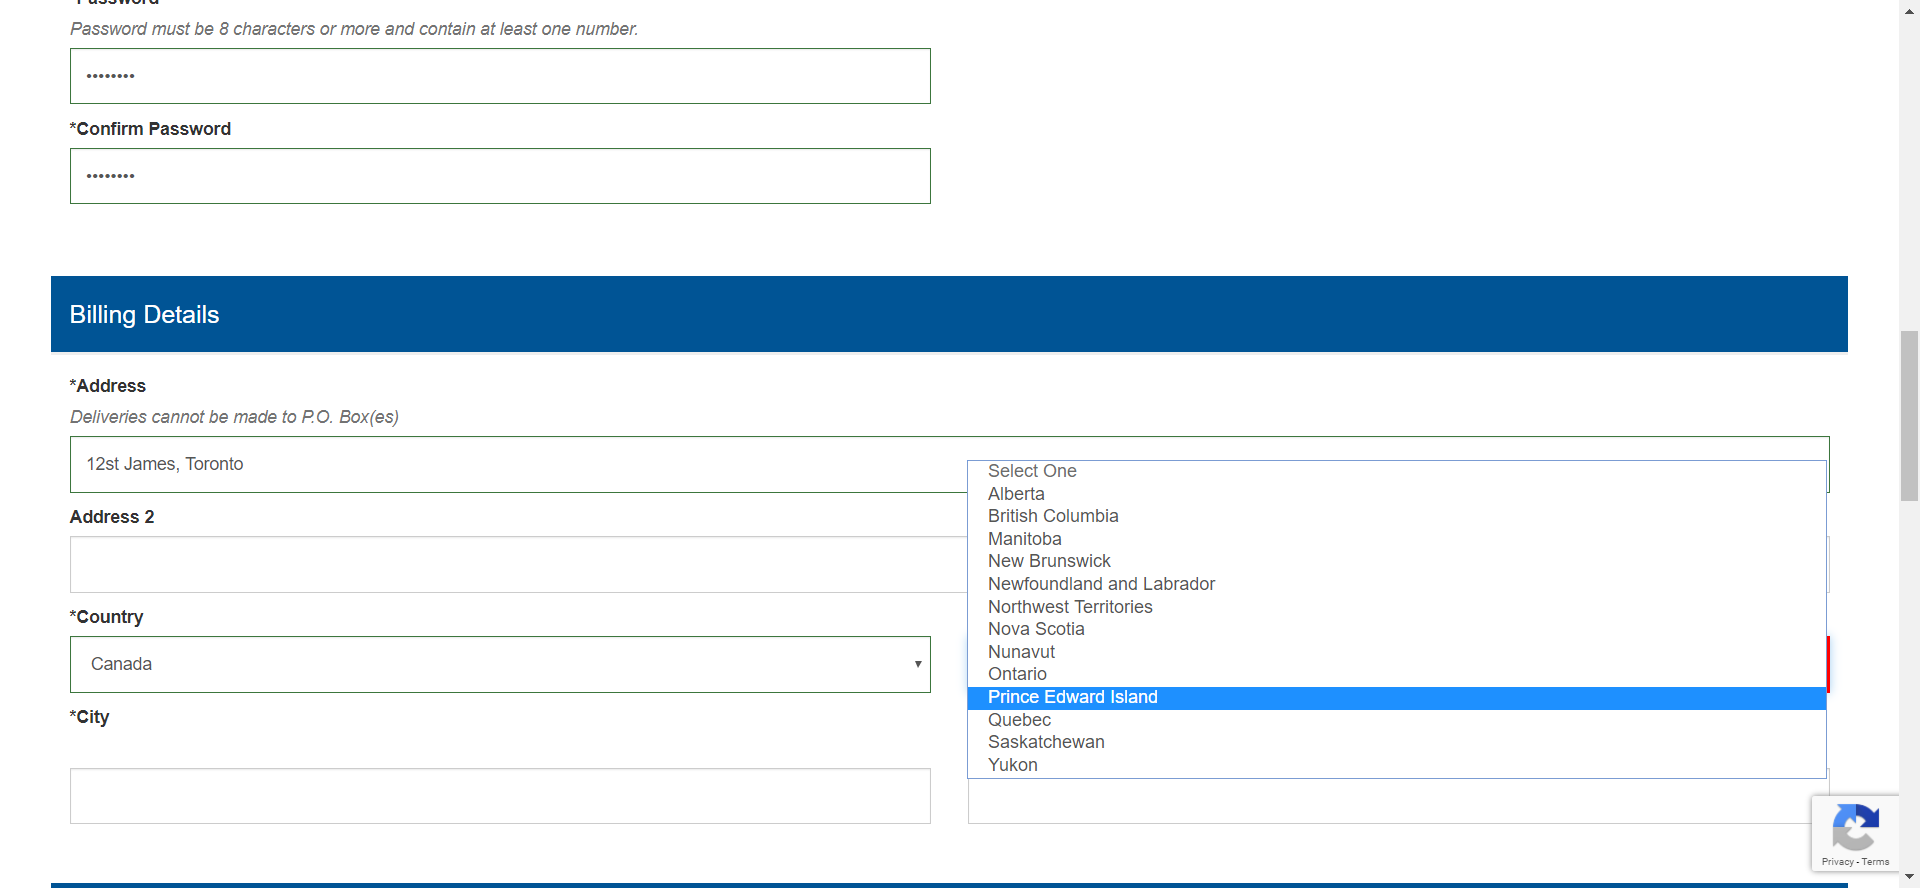 *Password
Password must be 8 characters or more and contain at least one number.
••••••••
*Confirm Password
••••••••
Billing Details
*Address
Deliveries cannot be made to P.O. Box(es)
12st James, Toronto
Address 2
*Country
Canada
*City
Select One
Alberta
British Columbia
Manitoba
New Brunswick
Newfoundland and Labrador
Northwest Territories
Nova Scotia
Nunavut
Ontario
Prince Edward Island
Quebec
Saskatchewan
Yukon
Privacy - Terms